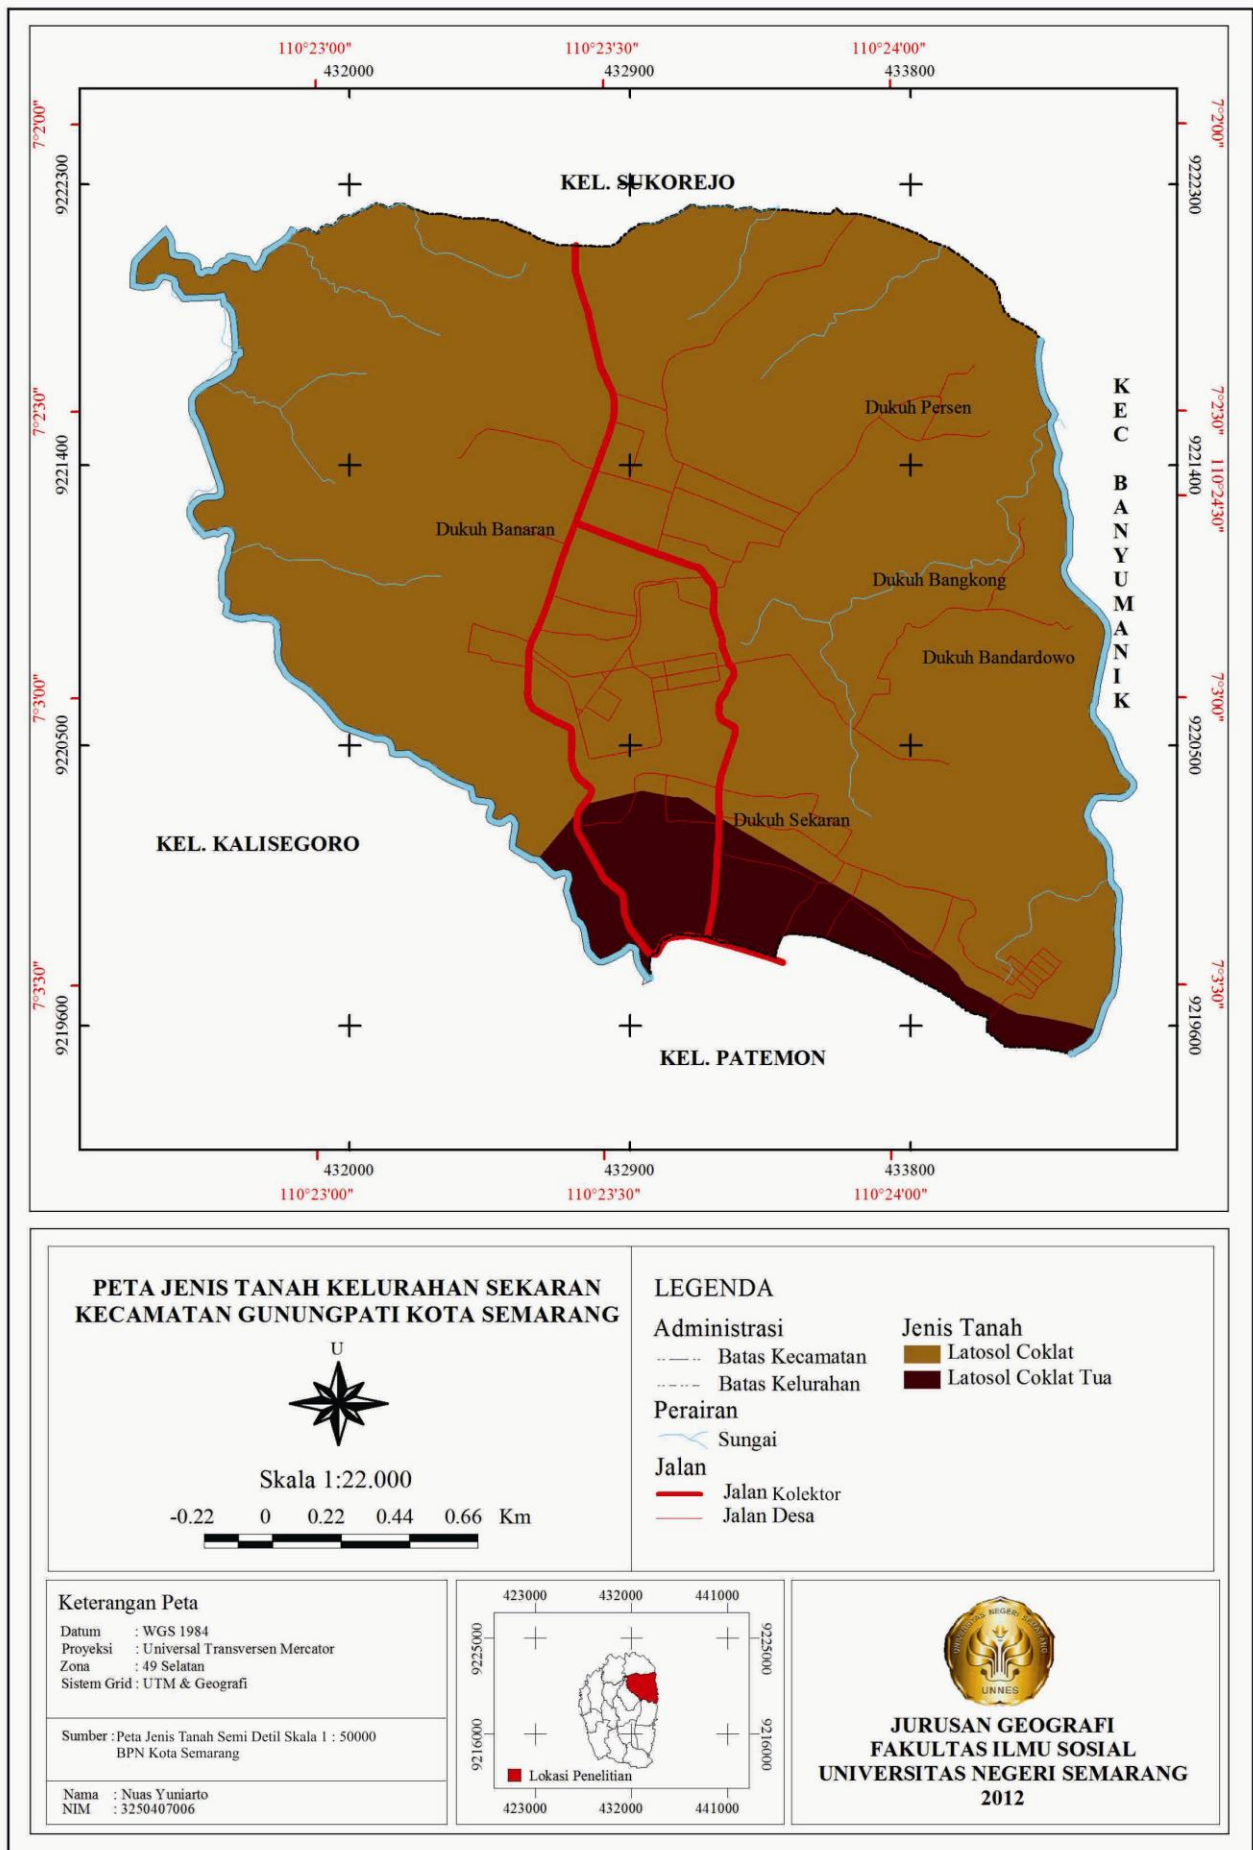 110°23'00" 110°23'30" 110°24'00"
432000 432900 433800
7°2'00" 7°2'00"
9222300 9222300
KEL. SUKOREJO
KEC BANYUMANIK
7°2'30" 7°2'30"
Dukuh Persen
9221400 9221400
110°24'30"
Dukuh Banaran
Dukuh Bangkong
Dukuh Bandardowo
7°3'00" 7°3'00"
9220500 9220500
Dukuh Sekaran
KEL. KALISEGORO
7°3'30" 7°3'30"
9219600 9219600
KEL. PATEMON
432000 432900 433800
110°23'00" 110°23'30" 110°24'00"
PETA JENIS TANAH KELURAHAN SEKARAN
KECAMATAN GUNUNGPATI KOTA SEMARANG
U
Skala 1:22.000
-0.22 0 0.22 0.44 0.66 Km
LEGENDA
Administrasi
Batas Kecamatan
Batas Kelurahan
Perairan
Sungai
Jalan
Jalan Kolektor
Jalan Desa
Jenis Tanah
Latosol Coklat
Latosol Coklat Tua
Keterangan Peta
Datum : WGS 1984
Proyeksi : Universal Transversen Mercator
Zona : 49 Selatan
Sistem Grid : UTM & Geografi
Sumber : Peta Jenis Tanah Semi Detil Skala 1 : 50000
BPN Kota Semarang
Nama : Nuas Yuniarto
NIM : 3250407006
423000 432000 441000
9225000 9225000
9216000 9216000
Lokasi Penelitian
423000 432000 441000
UNIVERSITAS NEGERI SEMARANG
UNNES
JURUSAN GEOGRAFI
FAKULTAS ILMU SOSIAL
UNIVERSITAS NEGERI SEMARANG
2012